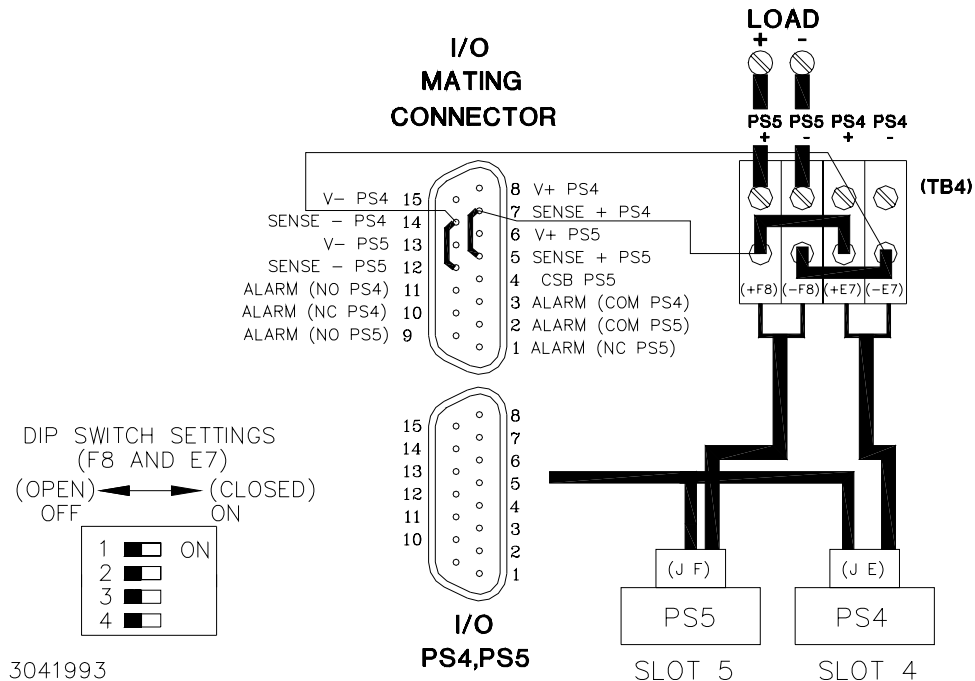 LOAD
+ -
I/O
MATING
CONNECTOR
PS5 PS5 PS4 PS4
+ - + -
(TB4)
V- PS4 15
SENSE - PS4 14
V- PS5 13
SENSE - PS5 12
ALARM (NO PS4) 11
ALARM (NC PS4) 10
ALARM (NO PS5) 9
8 V+ PS4
7 SENSE + PS4
6 V+ PS5
5 SENSE + PS5
4 CSB PS5
3 ALARM (COM PS4)
2 ALARM (COM PS5)
1 ALARM (NC PS5)
(+F8) (-F8) (+E7) (-E7)
15
14
13
12
11
10
8
7
6
5
4
3
2
1
I/O
PS4,PS5
DIP SWITCH SETTINGS
(F8 AND E7)
(OPEN) (CLOSED)
OFF ON
1 ON
2
3
4
(J F)
PS5
SLOT 5
(J E)
PS4
SLOT 4
3041993